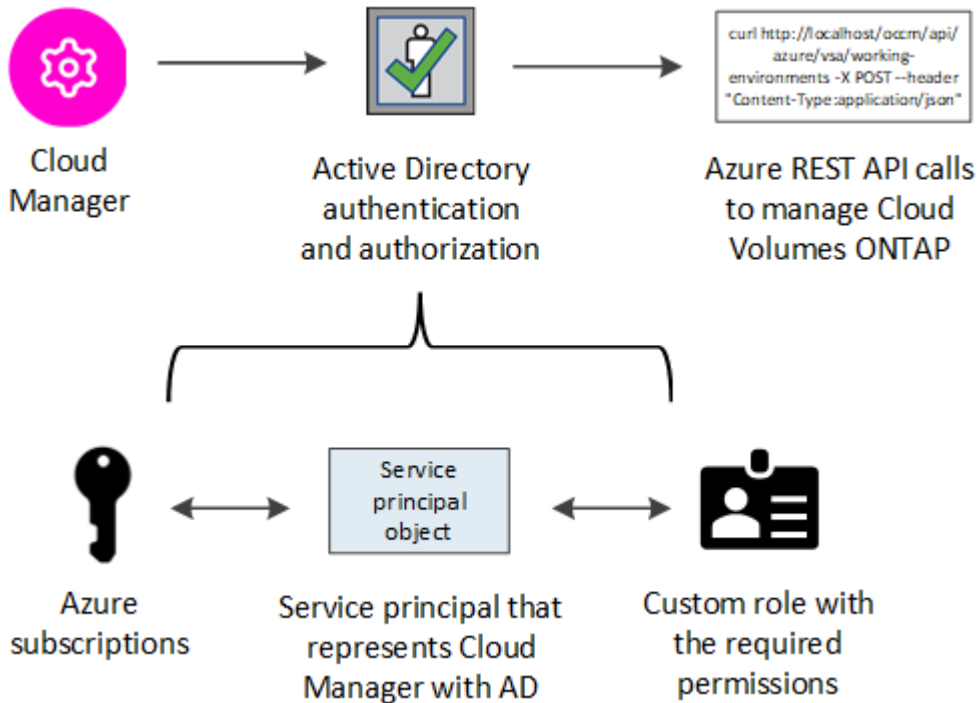 curl http://localhost/occm/api/
azure/vsa/working-
environments -X POST --header
"Content-Type:application/json"
Cloud
Manager
Active Directory
authentication
and authorization
Azure REST API calls
to manage Cloud
Volumes ONTAP
Service
principal
object
Azure
subscriptions
Service principal that
represents Cloud
Manager with AD
Custom role with
the required
permissions